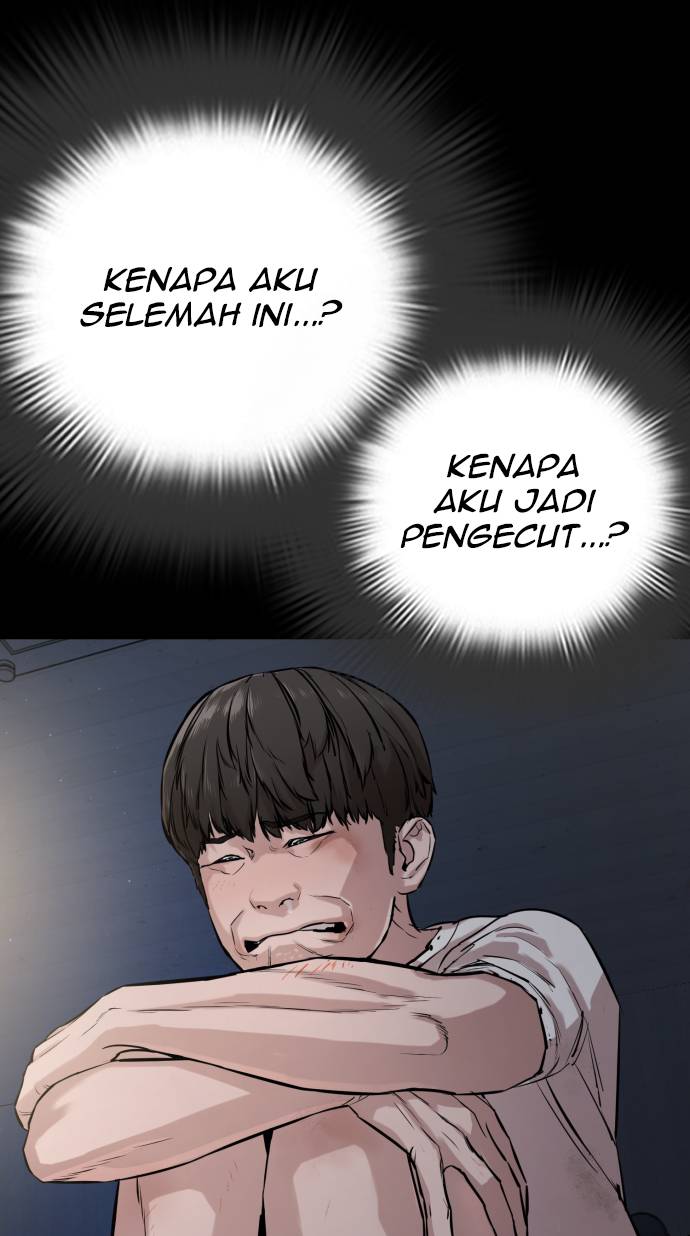 KENAPA AKU
SELEMAH INI...?
KENAPA
AKU JADI
PENGECUT...?